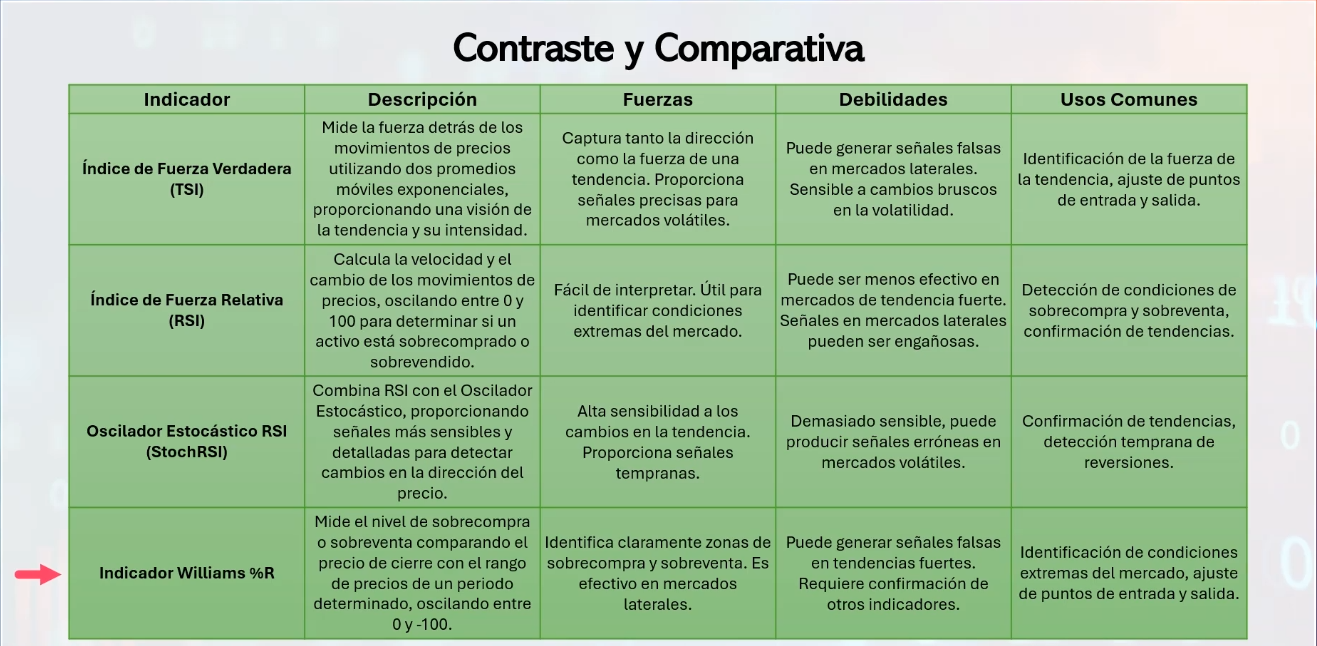 Contraste y Comparativa
Indicador
Descripción
Fuerzas
Debilidades
Usos Comunes
Índice de Fuerza Verdadera
(TSI)
Mide la fuerza detrás de los
movimientos de precios
utilizando dos promedios
móviles exponenciales,
proporcionando una visión de
la tendencia y su intensidad.
Captura tanto la dirección
como la fuerza de una
tendencia. Proporciona
señales precisas para
mercados volátiles.
Puede generar señales falsas
en mercados laterales.
Sensible a cambios bruscos
en la volatilidad.
Identificación de la fuerza de
la tendencia, ajuste de puntos
de entrada y salida.
Índice de Fuerza Relativa
(RSI)
Calcula la velocidad y el
cambio de los movimientos de
precios, oscilando entre 0 y
100 para determinar si un
activo está sobrecomprado o
sobrevendido.
Fácil de interpretar. Útil para
identificar condiciones
extremas del mercado.
Puede ser menos efectivo en
mercados de tendencia fuerte.
Señales en mercados laterales
pueden ser engañosas.
Detección de condiciones de
sobrecompra y sobreventa,
confirmación de tendencias.
Oscilador Estocástico RSI
(StochRSI)
Combina RSI con el Oscilador
Estocástico, proporcionando
señales más sensibles y
detalladas para detectar
cambios en la dirección del
precio.
Alta sensibilidad a los
cambios en la tendencia.
Proporciona señales
tempranas.
Demasiado sensible, puede
producir señales erróneas en
mercados volátiles.
Confirmación de tendencias,
detección temprana de
reversiones.
Indicador Williams %R
Mide el nivel de sobrecompra
o sobreventa comparando el
precio de cierre con el rango
de precios de un periodo
determinado, oscilando entre
0 y -100.
Identifica claramente zonas de
sobrecompra y sobreventa. Es
efectivo en mercados
laterales.
Puede generar señales falsas
en tendencias fuertes.
Requiere confirmación de
otros indicadores.
Identificación de condiciones
extremas del mercado, ajuste
de puntos de entrada y salida.
0
0